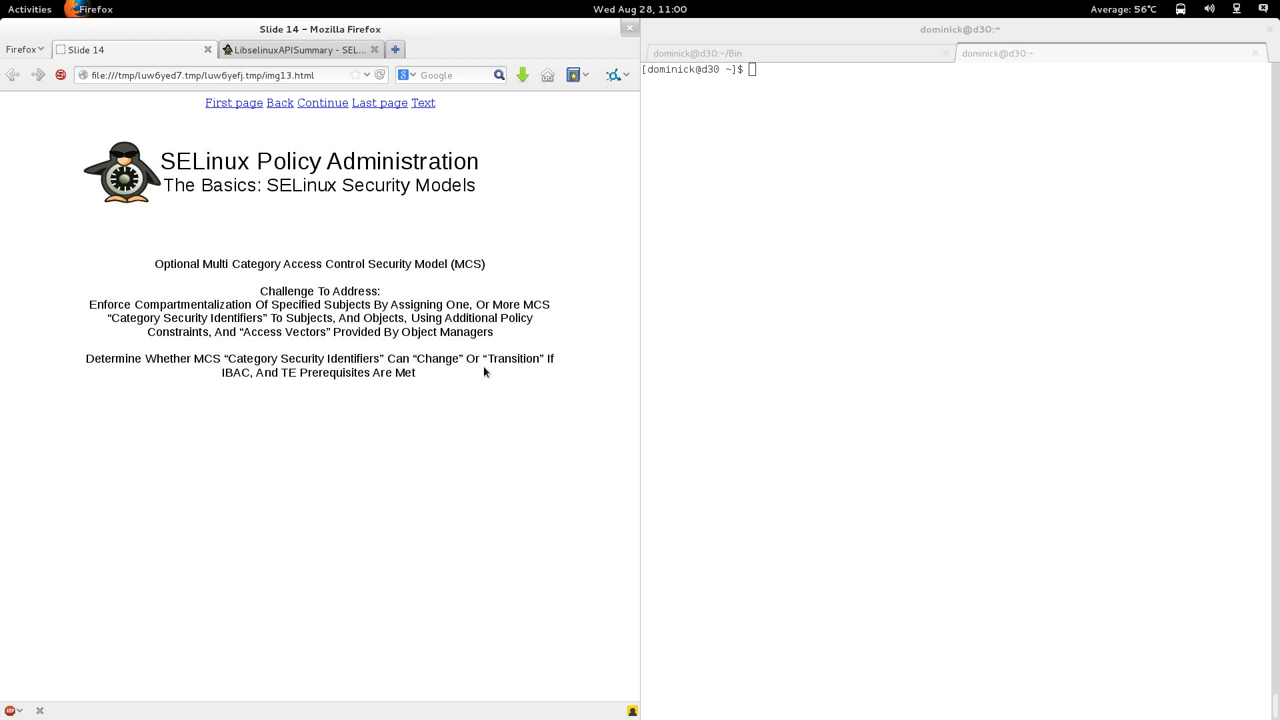 Activities Firefox Wed Aug 28, 11:00 Average: 56°C
Slide 14 – Mozilla Firefox
Firefox Slide 14 LibselinuxAPISummary - SEL...
file:///tmp/luw6yed7.tmp/luw6yefj.tmp/img13.html Google
First page Back Continue Last page Text
SELinux Policy Administration
The Basics: SELinux Security Models
Optional Multi Category Access Control Security Model (MCS)
Challenge To Address:
Enforce Compartmentalization Of Specified Subjects By Assigning One, Or More MCS
“Category Security Identifiers” To Subjects, And Objects, Using Additional Policy
Constraints, And “Access Vectors” Provided By Object Managers
Determine Whether MCS “Category Security Identifiers” Can “Change” Or “Transition” If
IBAC, And TE Prerequisites Are Met
dominick@d30:~
dominick@d30:~/Bin dominick@d30:~
[dominick@d30 ~]$